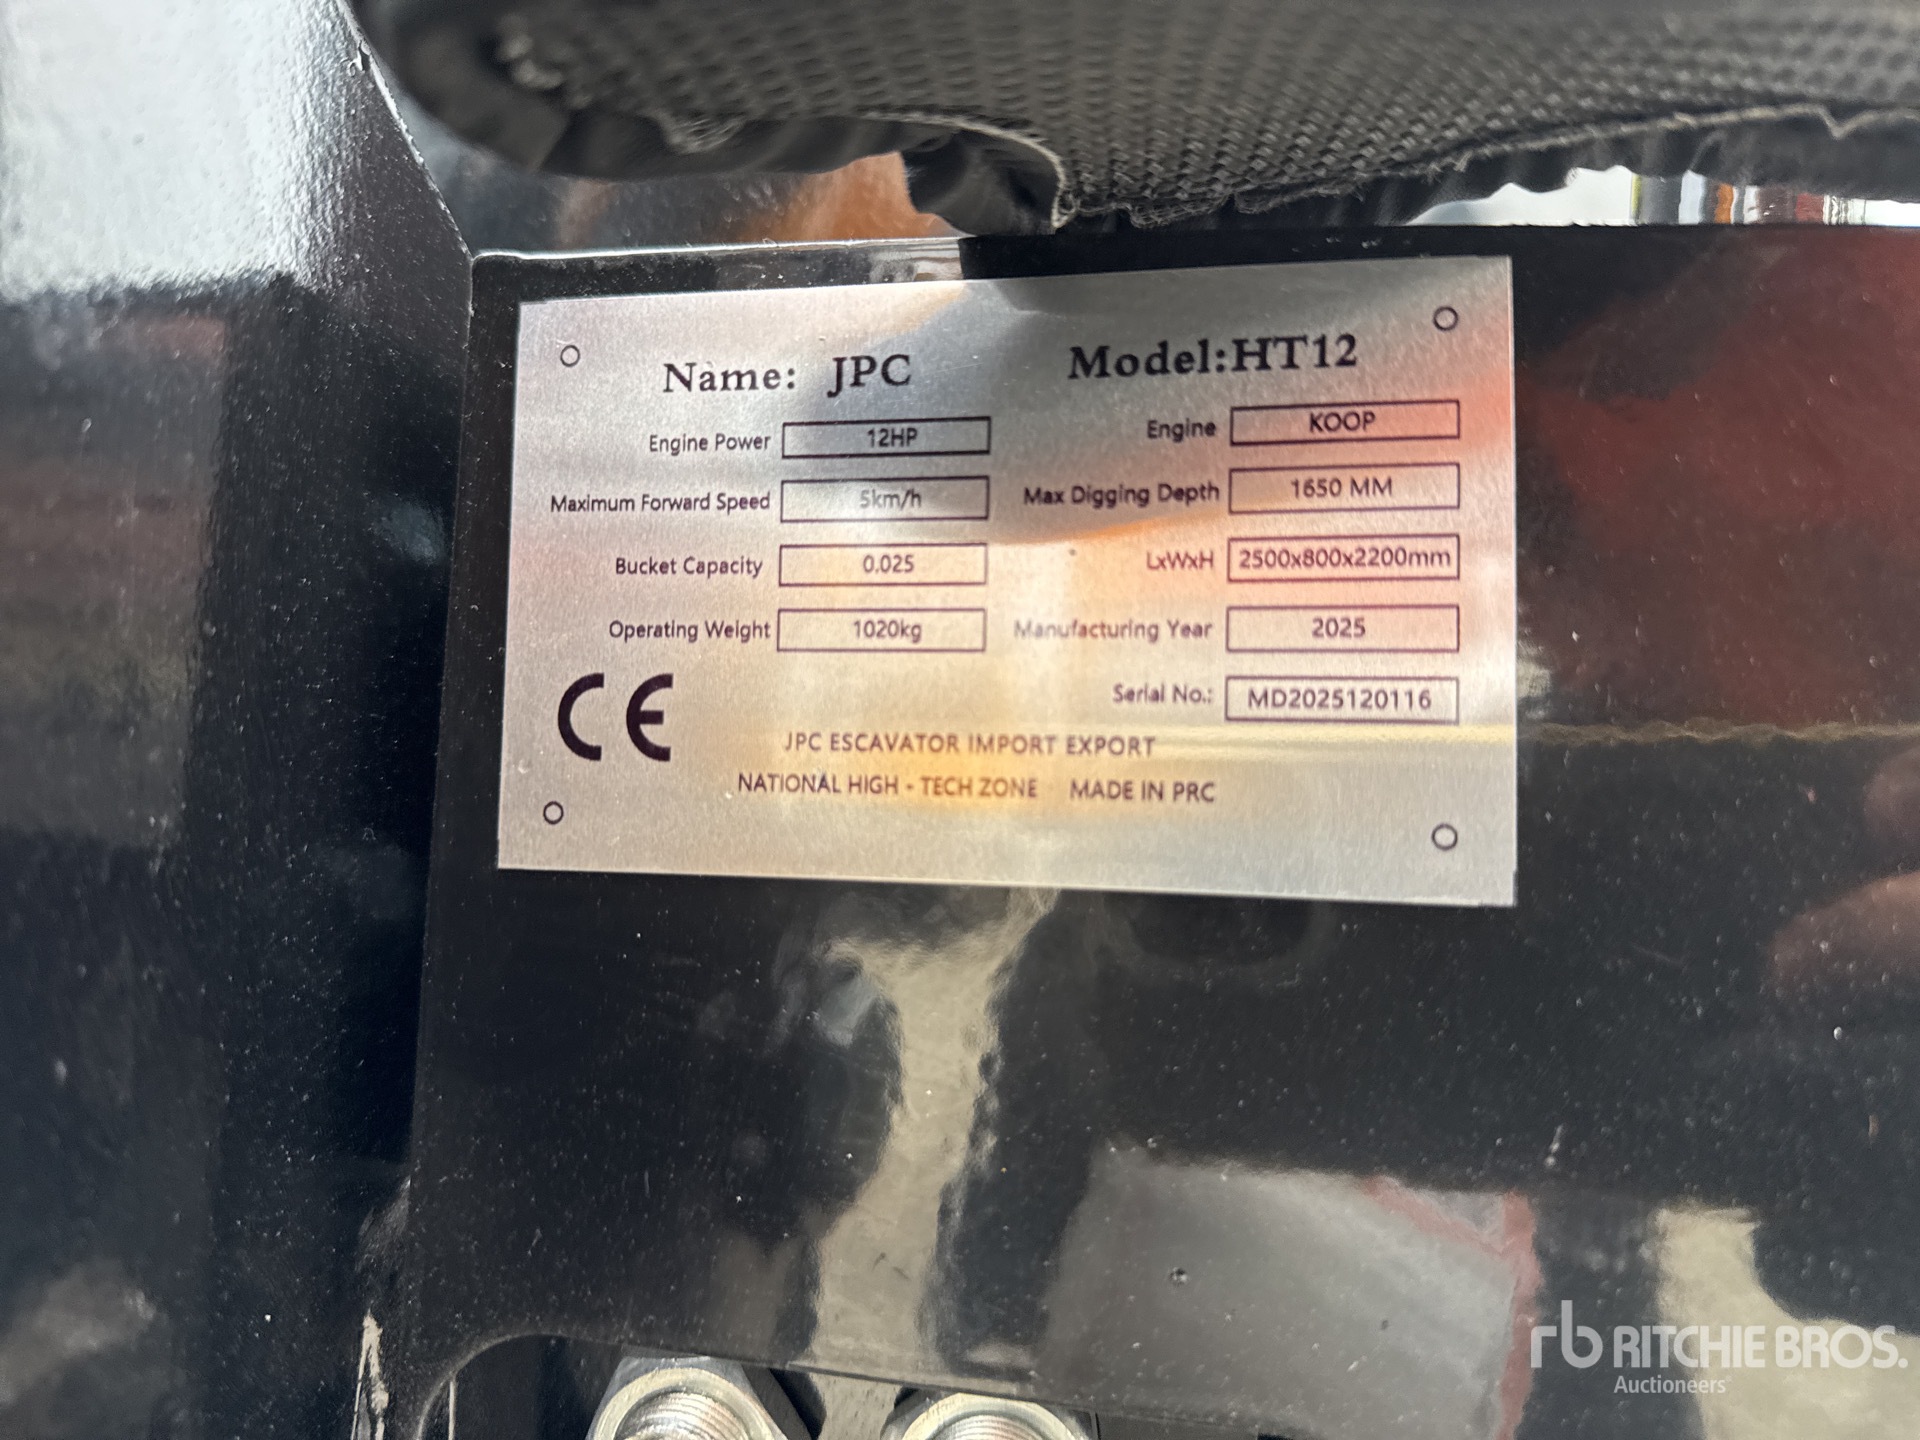 Name: JPC Model:HT12
Engine Power 12HP Engine KOOP
Maximum Forward Speed 5km/h Max Digging Depth 1650 MM
Bucket Capacity 0.025 LxWxH 2500x800x2200mm
Operating Weight 1020kg Manufacturing Year 2025
CE Serial No.: MD2025120116
JPC ESCAVATOR IMPORT EXPORT
NATIONAL HIGH - TECH ZONE MADE IN PRC
rb RITCHIE BROS.
Auctioneers